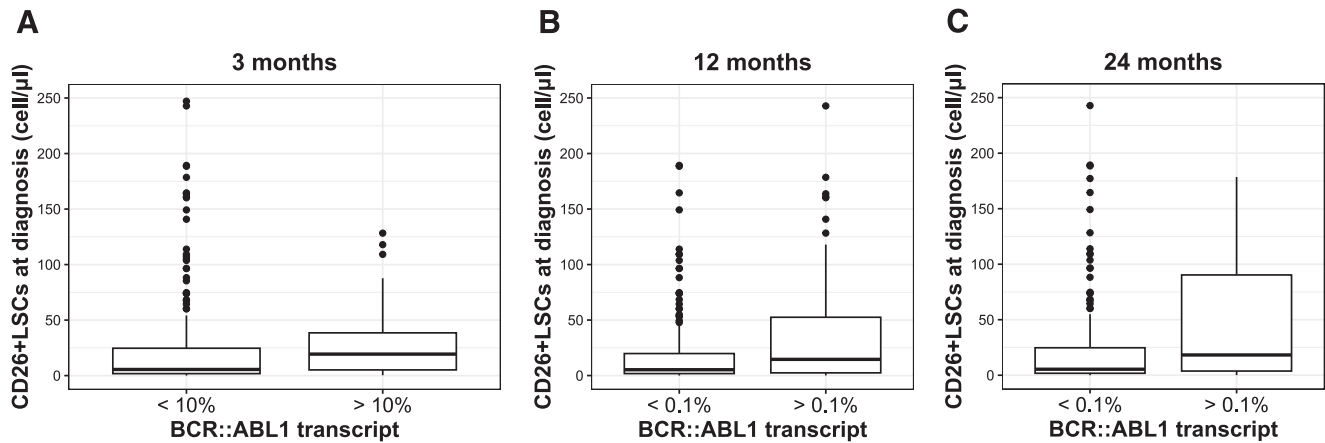 A
3 months
CD26+LSCs at diagnosis (cell/µl)
250
200
150
100
50
0
< 10%
> 10%
BCR::ABL1 transcript
B
12 months
CD26+LSCs at diagnosis (cell/µl)
250
200
150
100
50
0
< 0.1%
> 0.1%
BCR::ABL1 transcript
C
24 months
CD26+LSCs at diagnosis (cell/µl)
250
200
150
100
50
0
< 0.1%
> 0.1%
BCR::ABL1 transcript